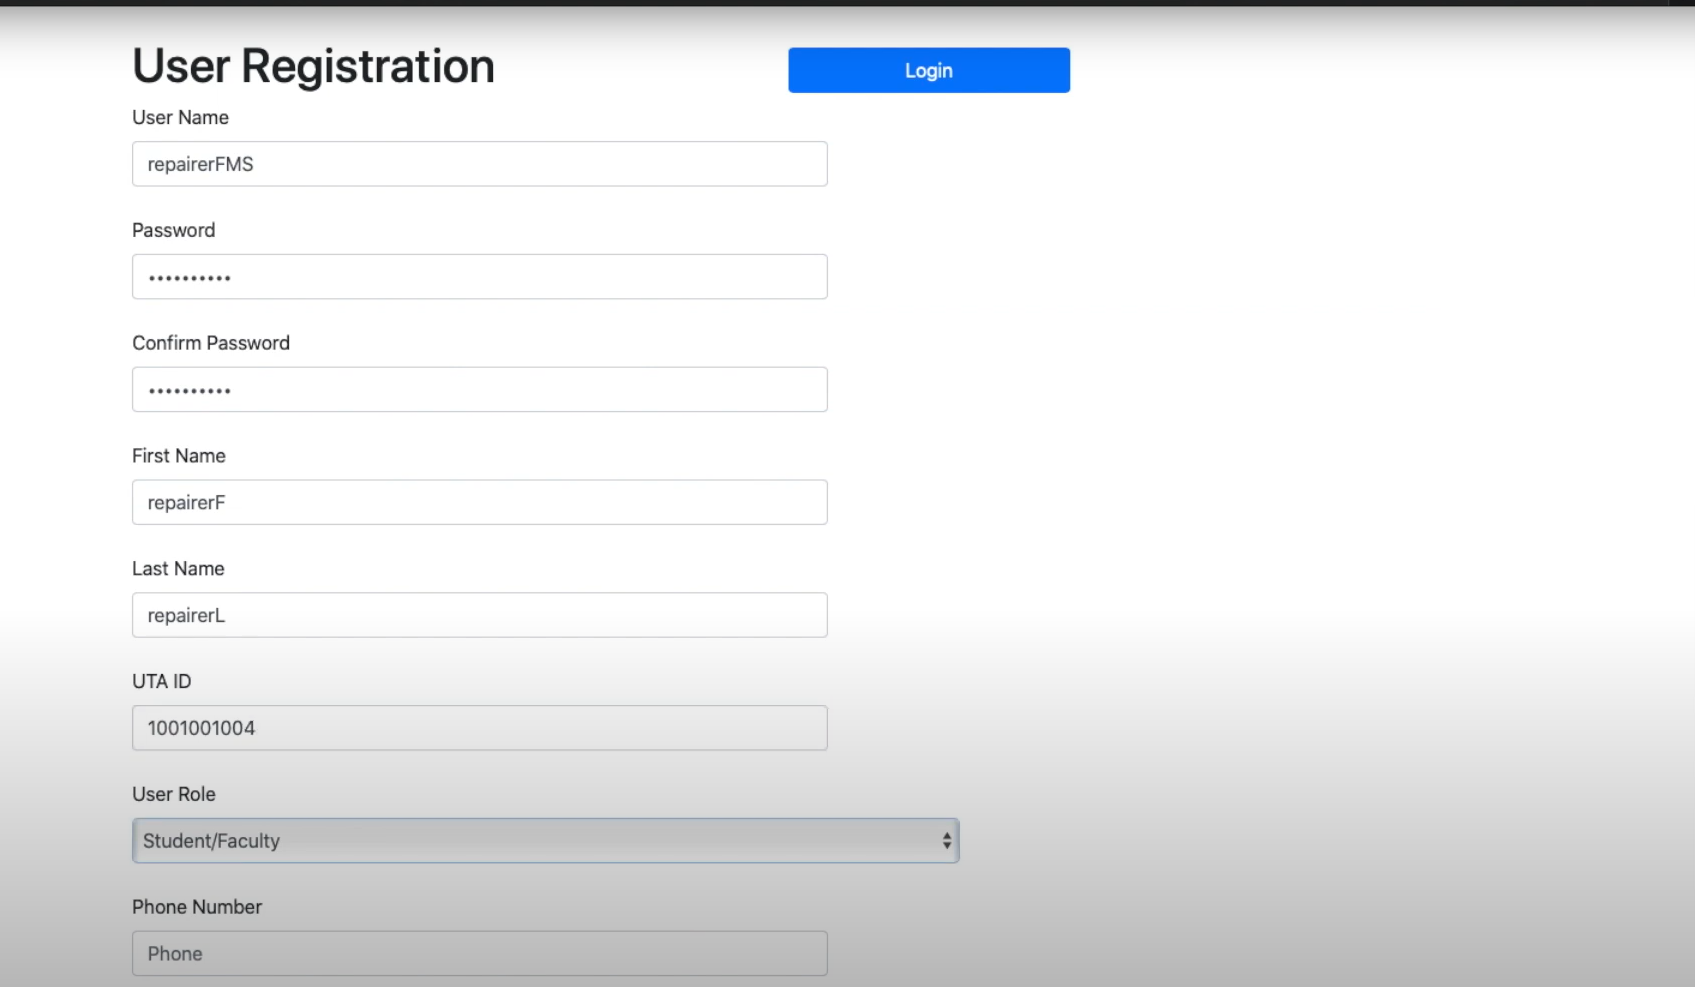 User Registration
Login
User Name
repairerFMS
Password
••••••••••
Confirm Password
••••••••••
First Name
repairerF
Last Name
repairerL
UTA ID
1001001004
User Role
Student/Faculty
Phone Number
Phone